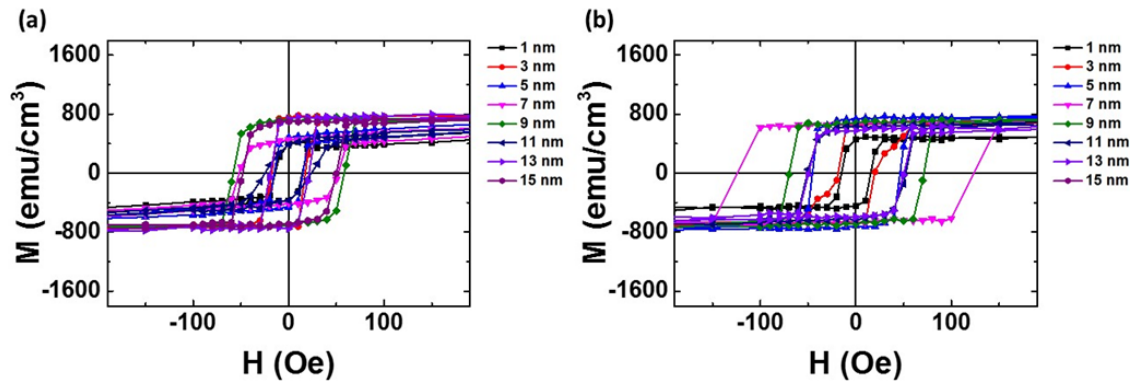 (a)
1600
800
0
-800
-1600
M (emu/cm³)
-100 0 100
H (Oe)
1 nm
3 nm
5 nm
7 nm
9 nm
11 nm
13 nm
15 nm
(b)
1600
800
0
-800
-1600
M (emu/cm³)
-100 0 100
H (Oe)
1 nm
3 nm
5 nm
7 nm
9 nm
11 nm
13 nm
15 nm